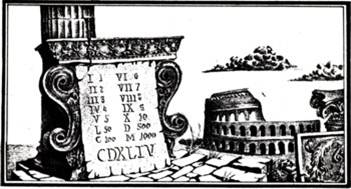 I 1 VI 6
II 2 VII 7
III 3 VIII 8
IV 4 IX 9
V 5 X 10
L 50 D 500
C 100 M 1000
CDXLIV